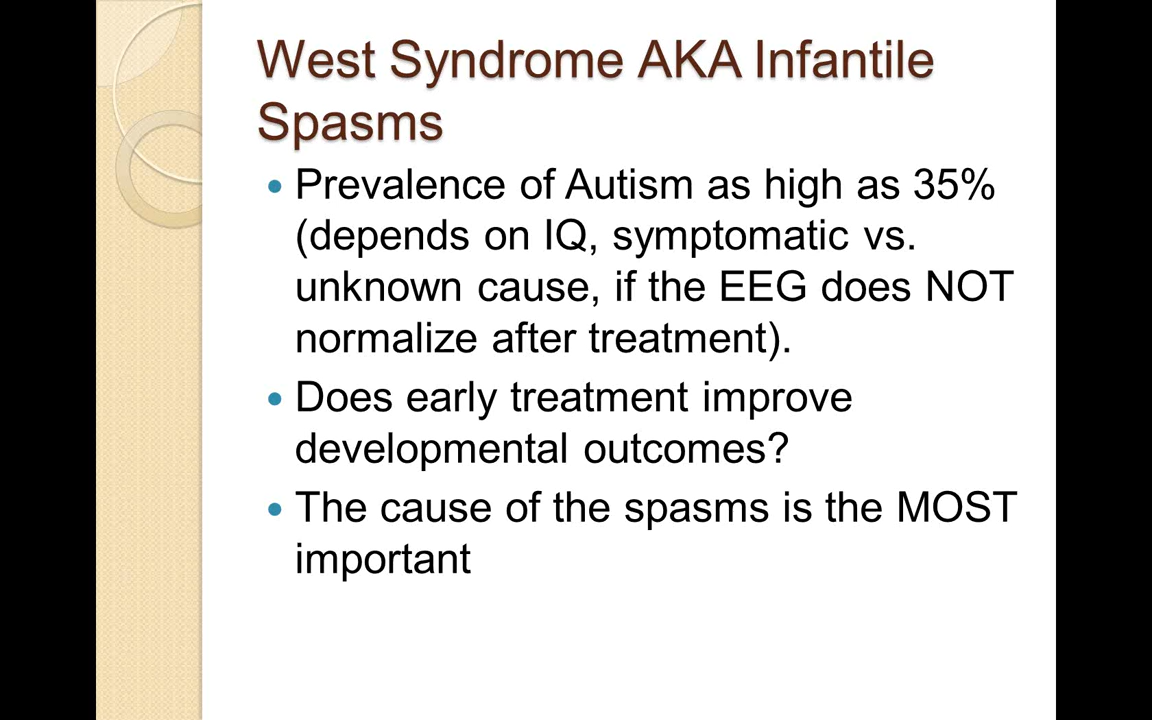 West Syndrome AKA Infantile
Spasms
• Prevalence of Autism as high as 35%
(depends on IQ, symptomatic vs.
unknown cause, if the EEG does NOT
normalize after treatment).
• Does early treatment improve
developmental outcomes?
• The cause of the spasms is the MOST
important